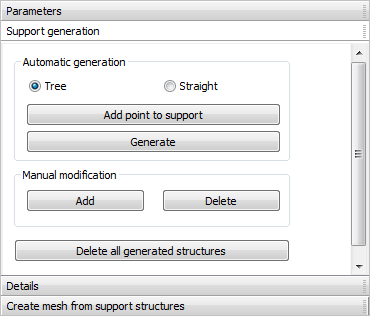 Parameters
Support generation
Automatic generation
Tree Straight
Add point to support
Generate
Manual modification
Add Delete
Delete all generated structures
Details
Create mesh from support structures